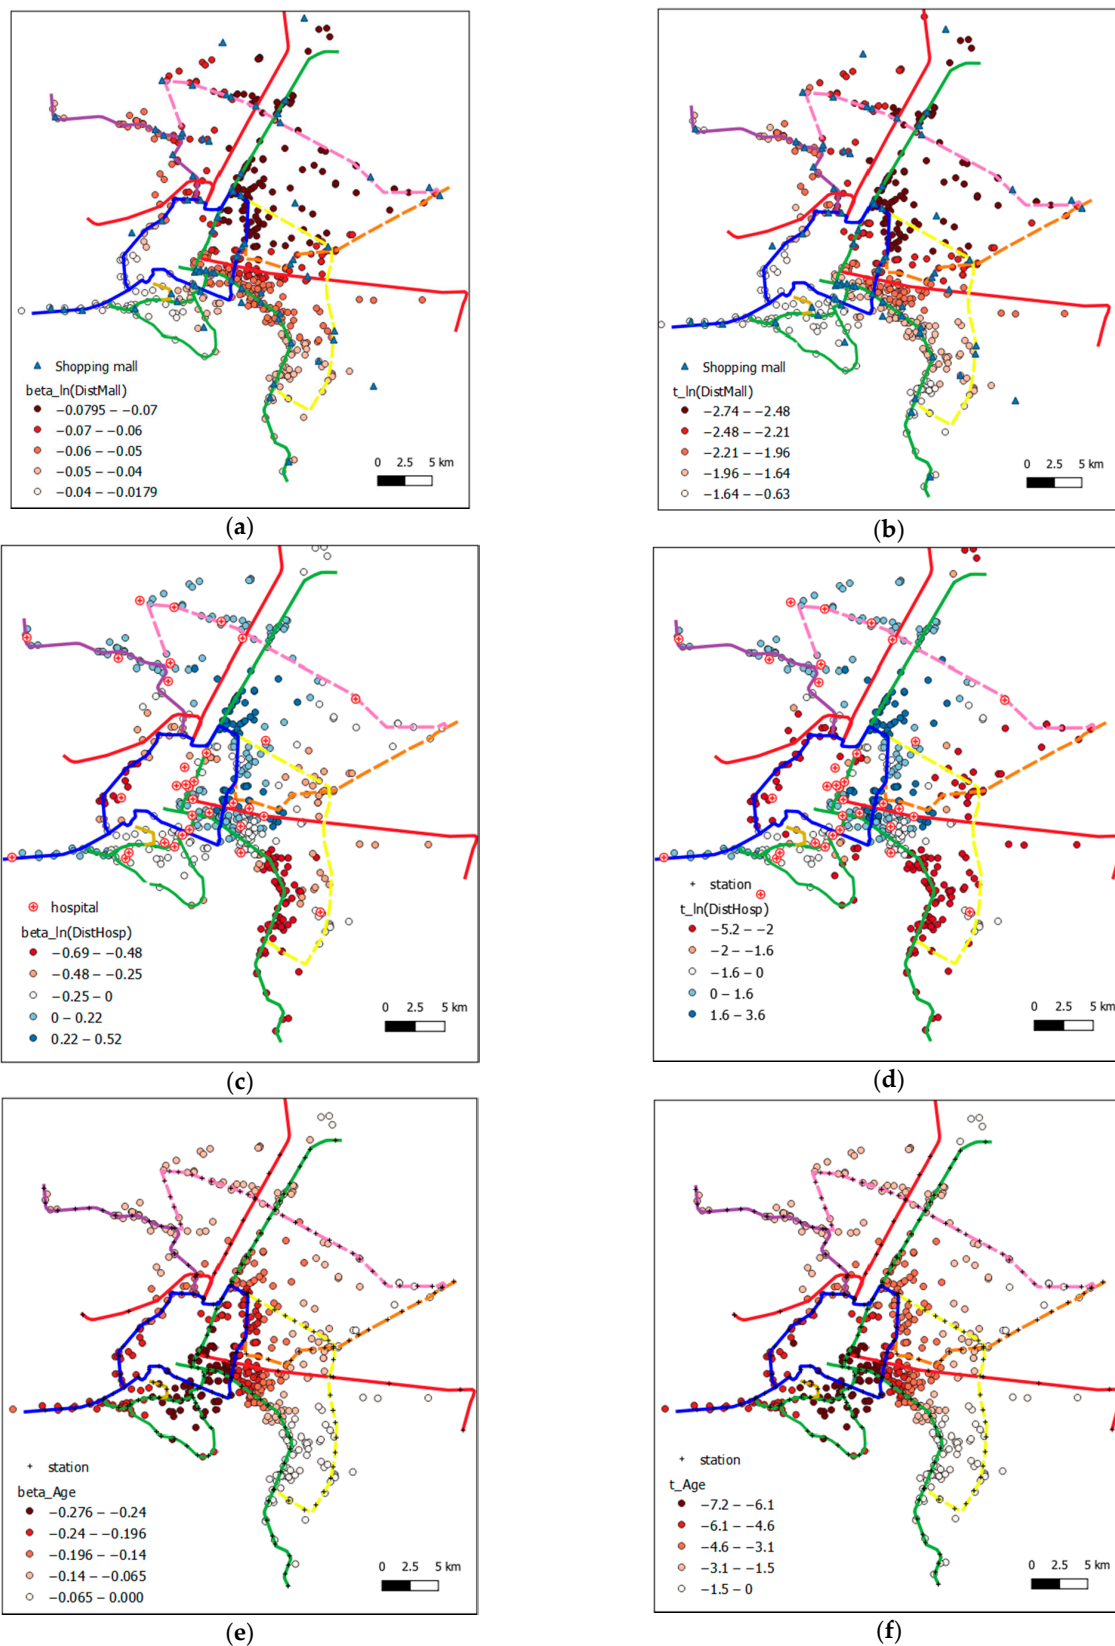 Shopping mall
beta_ln(DistMall)
−0.0795 – −0.07
−0.07 – −0.06
−0.06 – −0.05
−0.05 – −0.04
−0.04 – −0.0179
0 2.5 5 km
(a)
Shopping mall
t_ln(DistMall)
−2.74 – −2.48
−2.48 – −2.21
−2.21 – −1.96
−1.96 – −1.64
−1.64 – −0.63
0 2.5 5 km
(b)
hospital
beta_ln(DistHosp)
−0.69 – −0.48
−0.48 – −0.25
−0.25 – 0
0 – 0.22
0.22 – 0.52
0 2.5 5 km
(c)
station
t_ln(DistHosp)
−5.2 – −2
−2 – −1.6
−1.6 – 0
0 – 1.6
1.6 – 3.6
0 2.5 5 km
(d)
station
beta_Age
−0.276 – −0.24
−0.24 – −0.196
−0.196 – −0.14
−0.14 – −0.065
−0.065 – 0.000
0 2.5 5 km
(e)
station
t_Age
−7.2 – −6.1
−6.1 – −4.6
−4.6 – −3.1
−3.1 – −1.5
−1.5 – 0
0 2.5 5 km
(f)